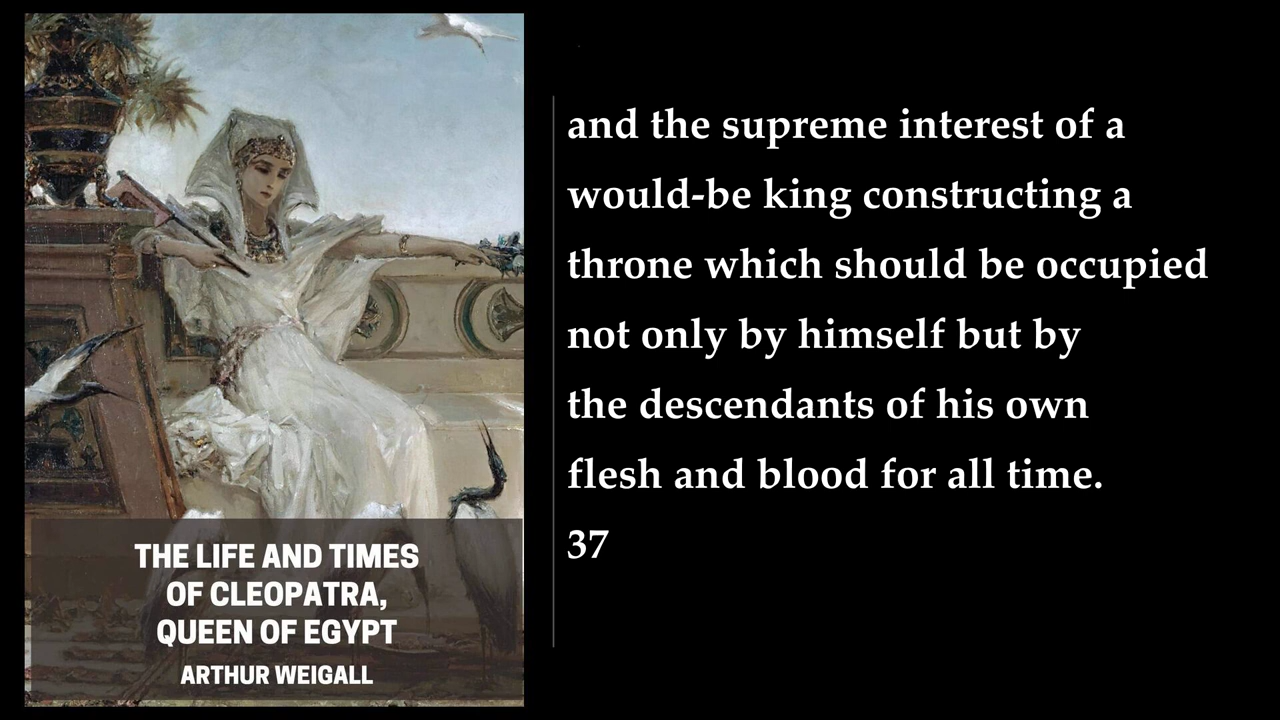 THE LIFE AND TIMES
OF CLEOPATRA,
QUEEN OF EGYPT
ARTHUR WEIGALL
and the supreme interest of a
would-be king constructing a
throne which should be occupied
not only by himself but by
the descendants of his own
flesh and blood for all time.
37